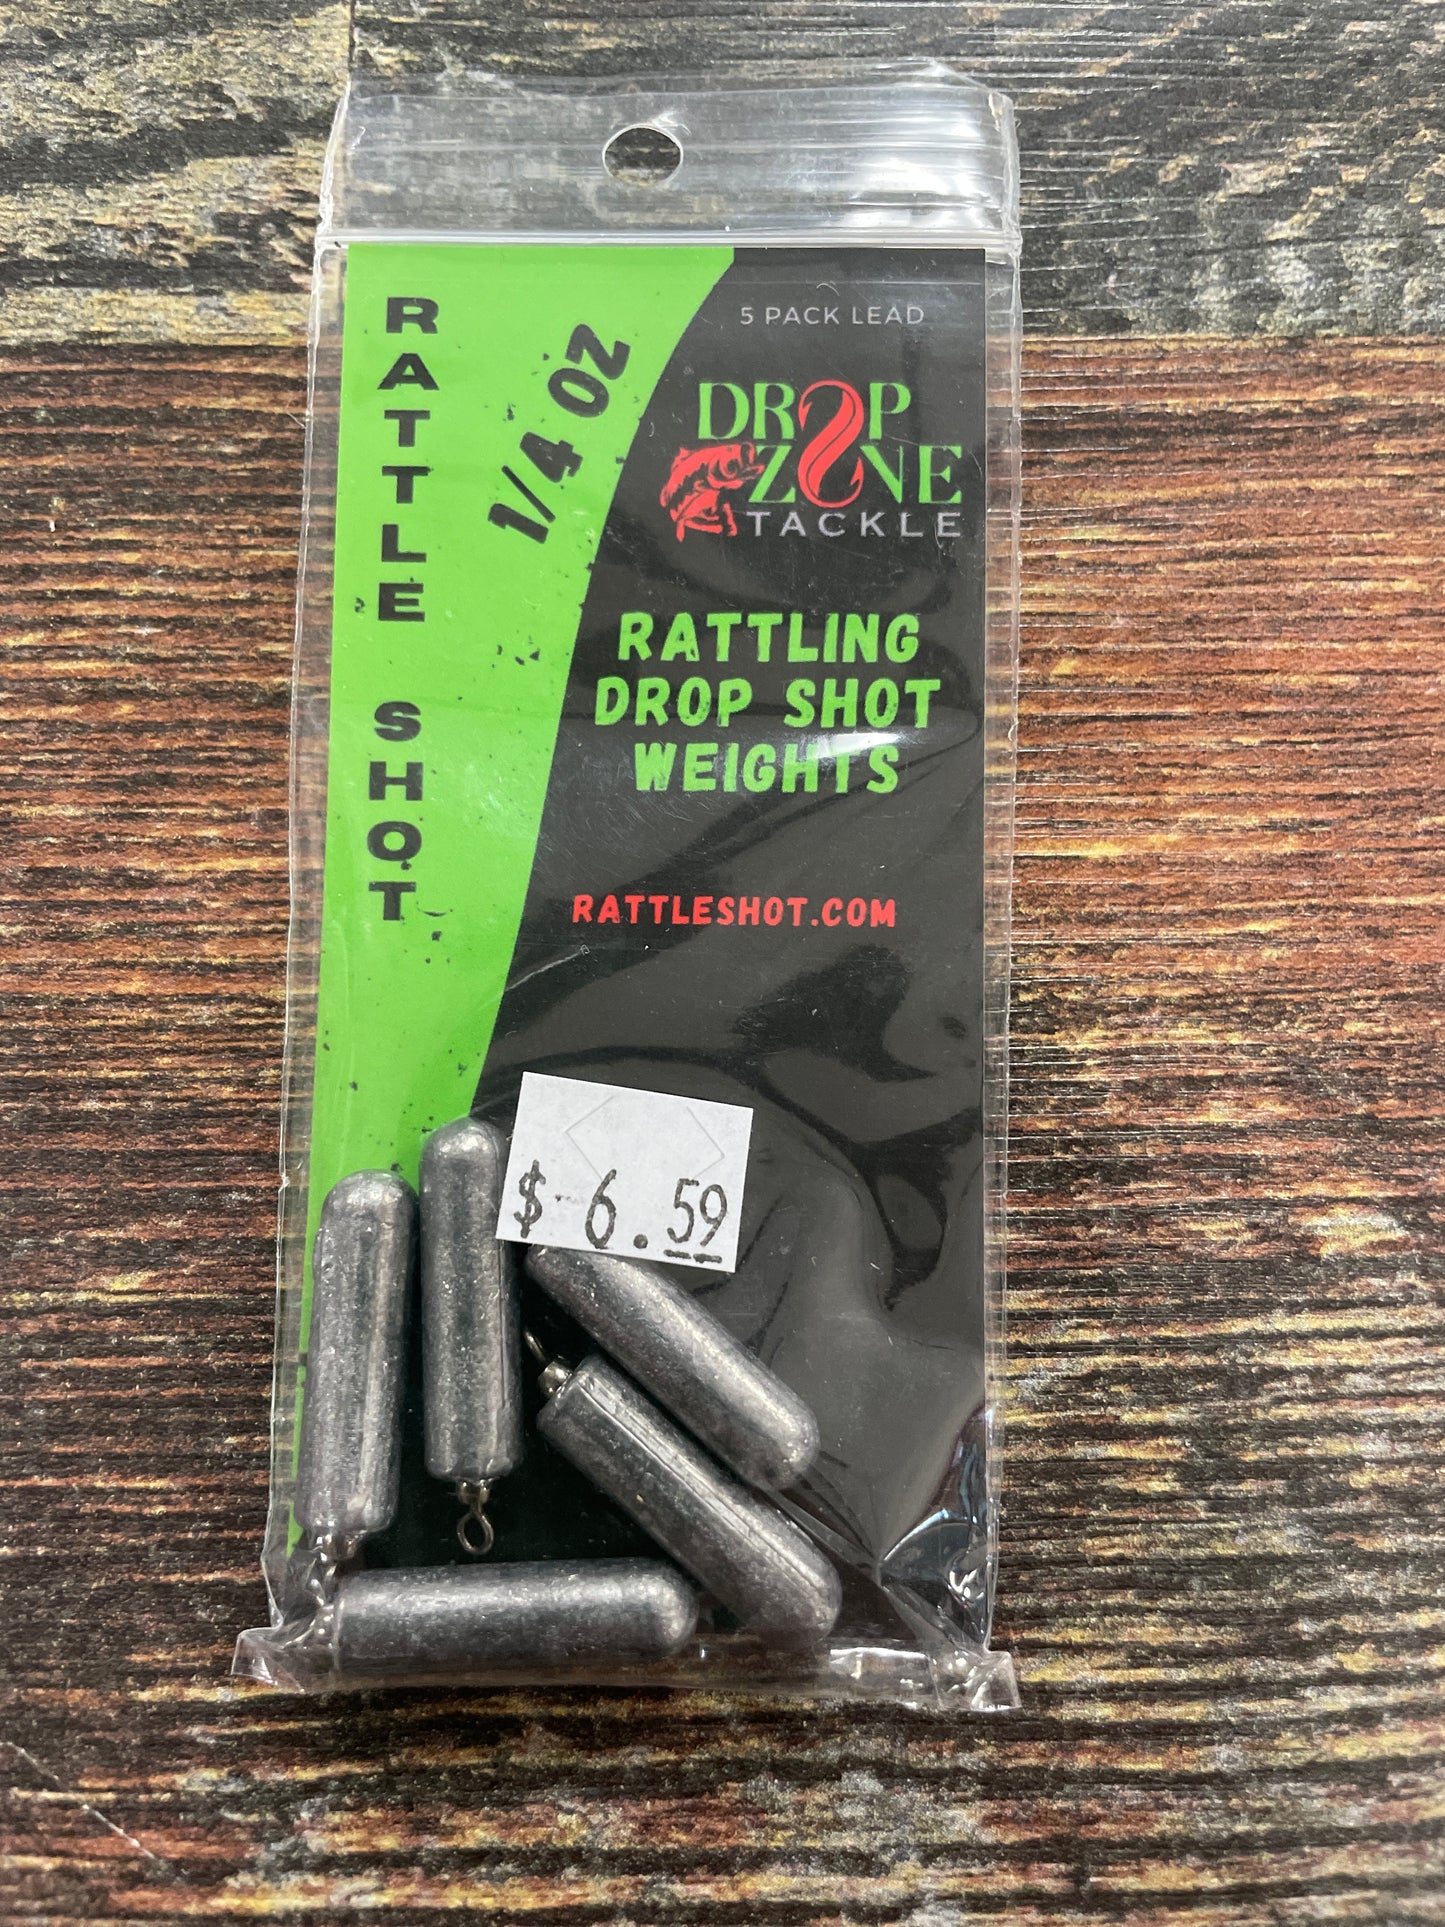 RATTLE SHOT
1/4 OZ
5 PACK LEAD
DROP
ZONE
TACKLE
RATTLING
DROP SHOT
WEIGHTS
RATTLESHOT.COM
$ 6.59